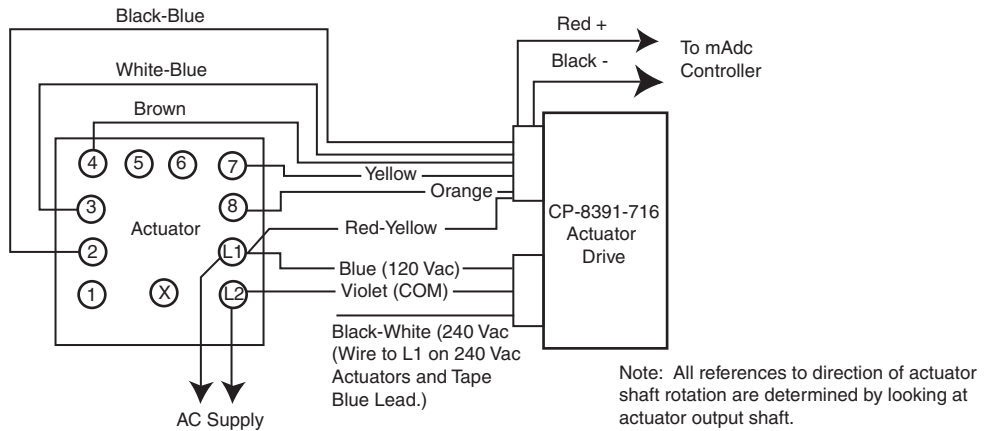 Black-Blue
Red +
To mAdc
Controller
Black -
White-Blue
Brown
4
5
6
7
Yellow
3
8
Orange
CP-8391-716
Actuator
Drive
Actuator
Red-Yellow
2
L1
Blue (120 Vac)
1
X
L2
Violet (COM)
Black-White (240 Vac
(Wire to L1 on 240 Vac
Actuators and Tape
Blue Lead.)
AC Supply
Note: All references to direction of actuator
shaft rotation are determined by looking at
actuator output shaft.